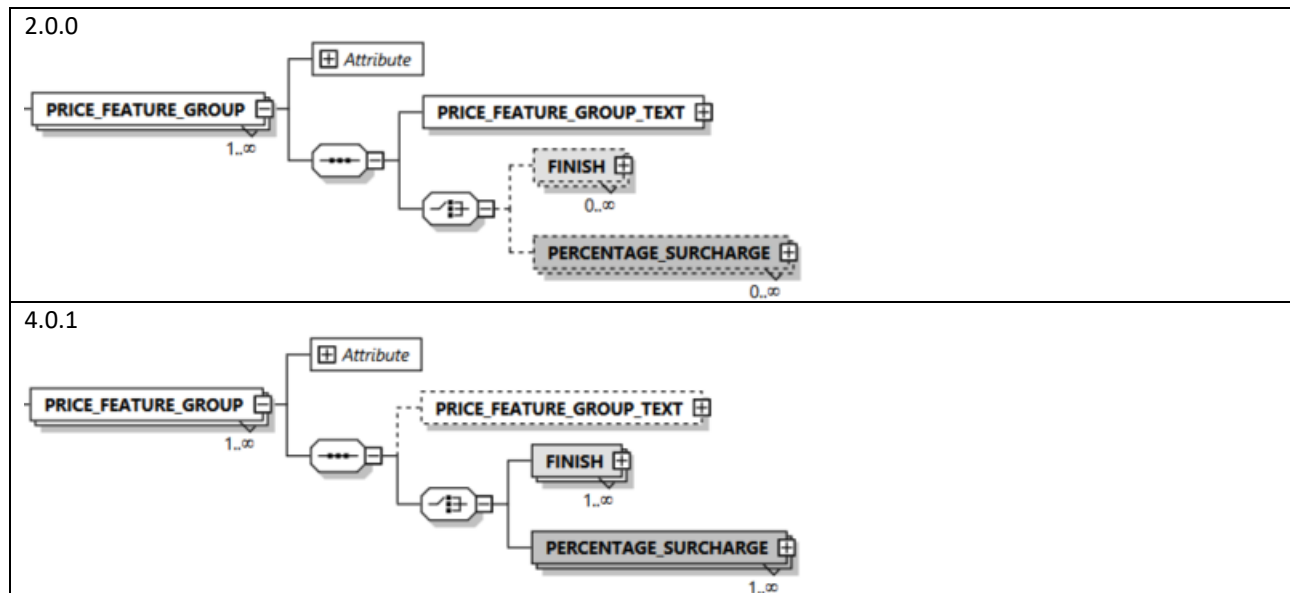 2.0.0
Attribute
PRICE_FEATURE_GROUP
1..∞
PRICE_FEATURE_GROUP_TEXT
FINISH
0..∞
PERCENTAGE_SURCHARGE
0..∞
4.0.1
Attribute
PRICE_FEATURE_GROUP
1..∞
PRICE_FEATURE_GROUP_TEXT
FINISH
1..∞
PERCENTAGE_SURCHARGE
1..∞